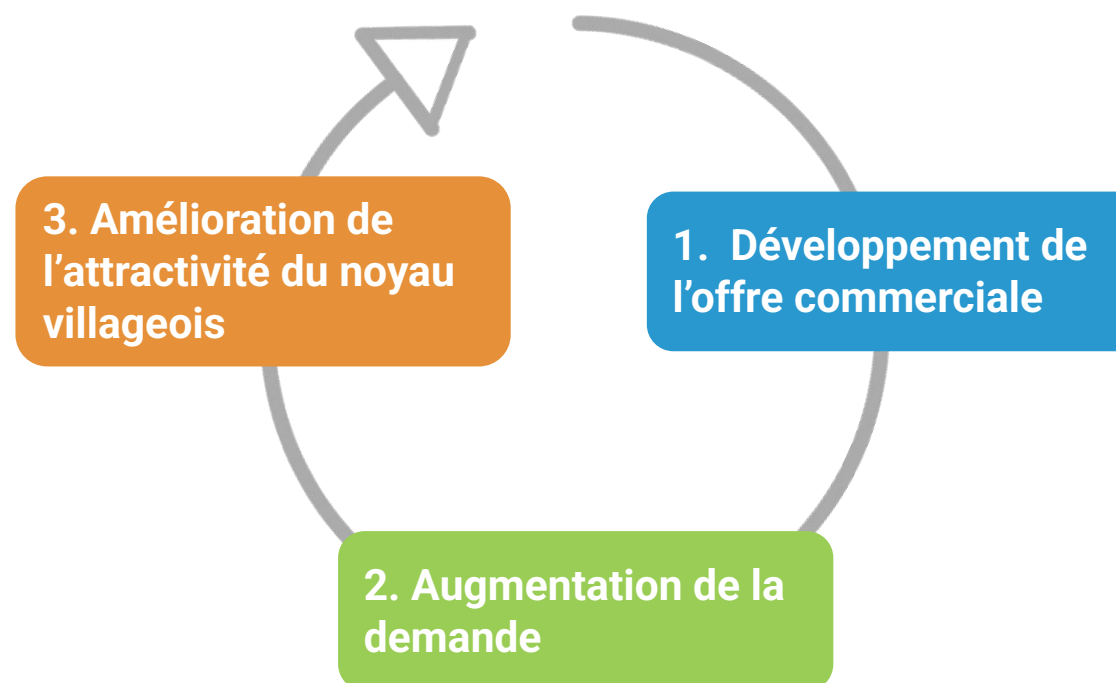 3. Amélioration de
l’attractivité du noyau
villageois
1. Développement de
l’offre commerciale
2. Augmentation de la
demande